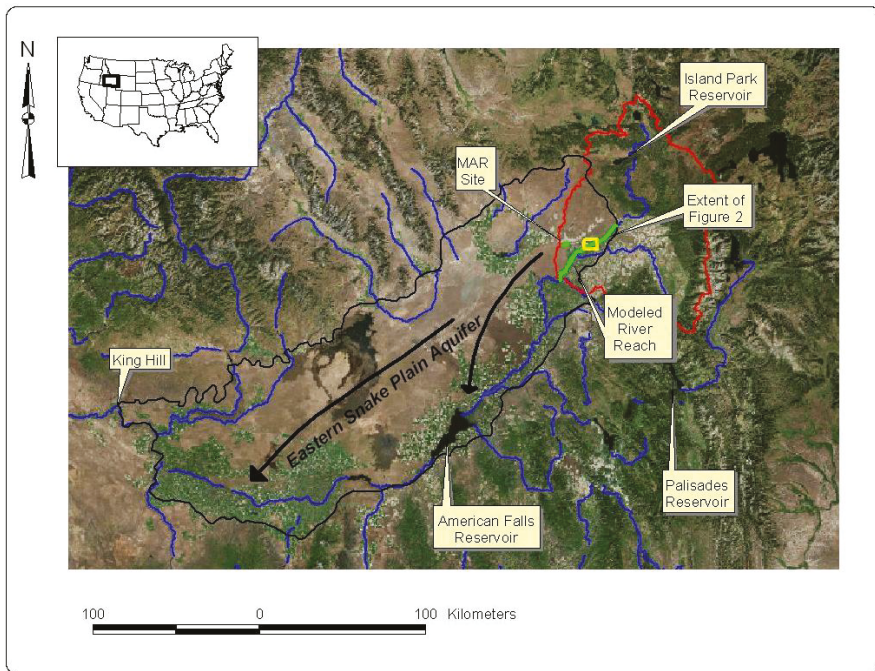 N
Island Park
Reservoir
MAR
Site
Extent of
Figure 2
Modeled
River
Reach
King Hill
Eastern Snake Plain Aquifer
Palisades
Reservoir
American Falls
Reservoir
100 0 100 Kilometers